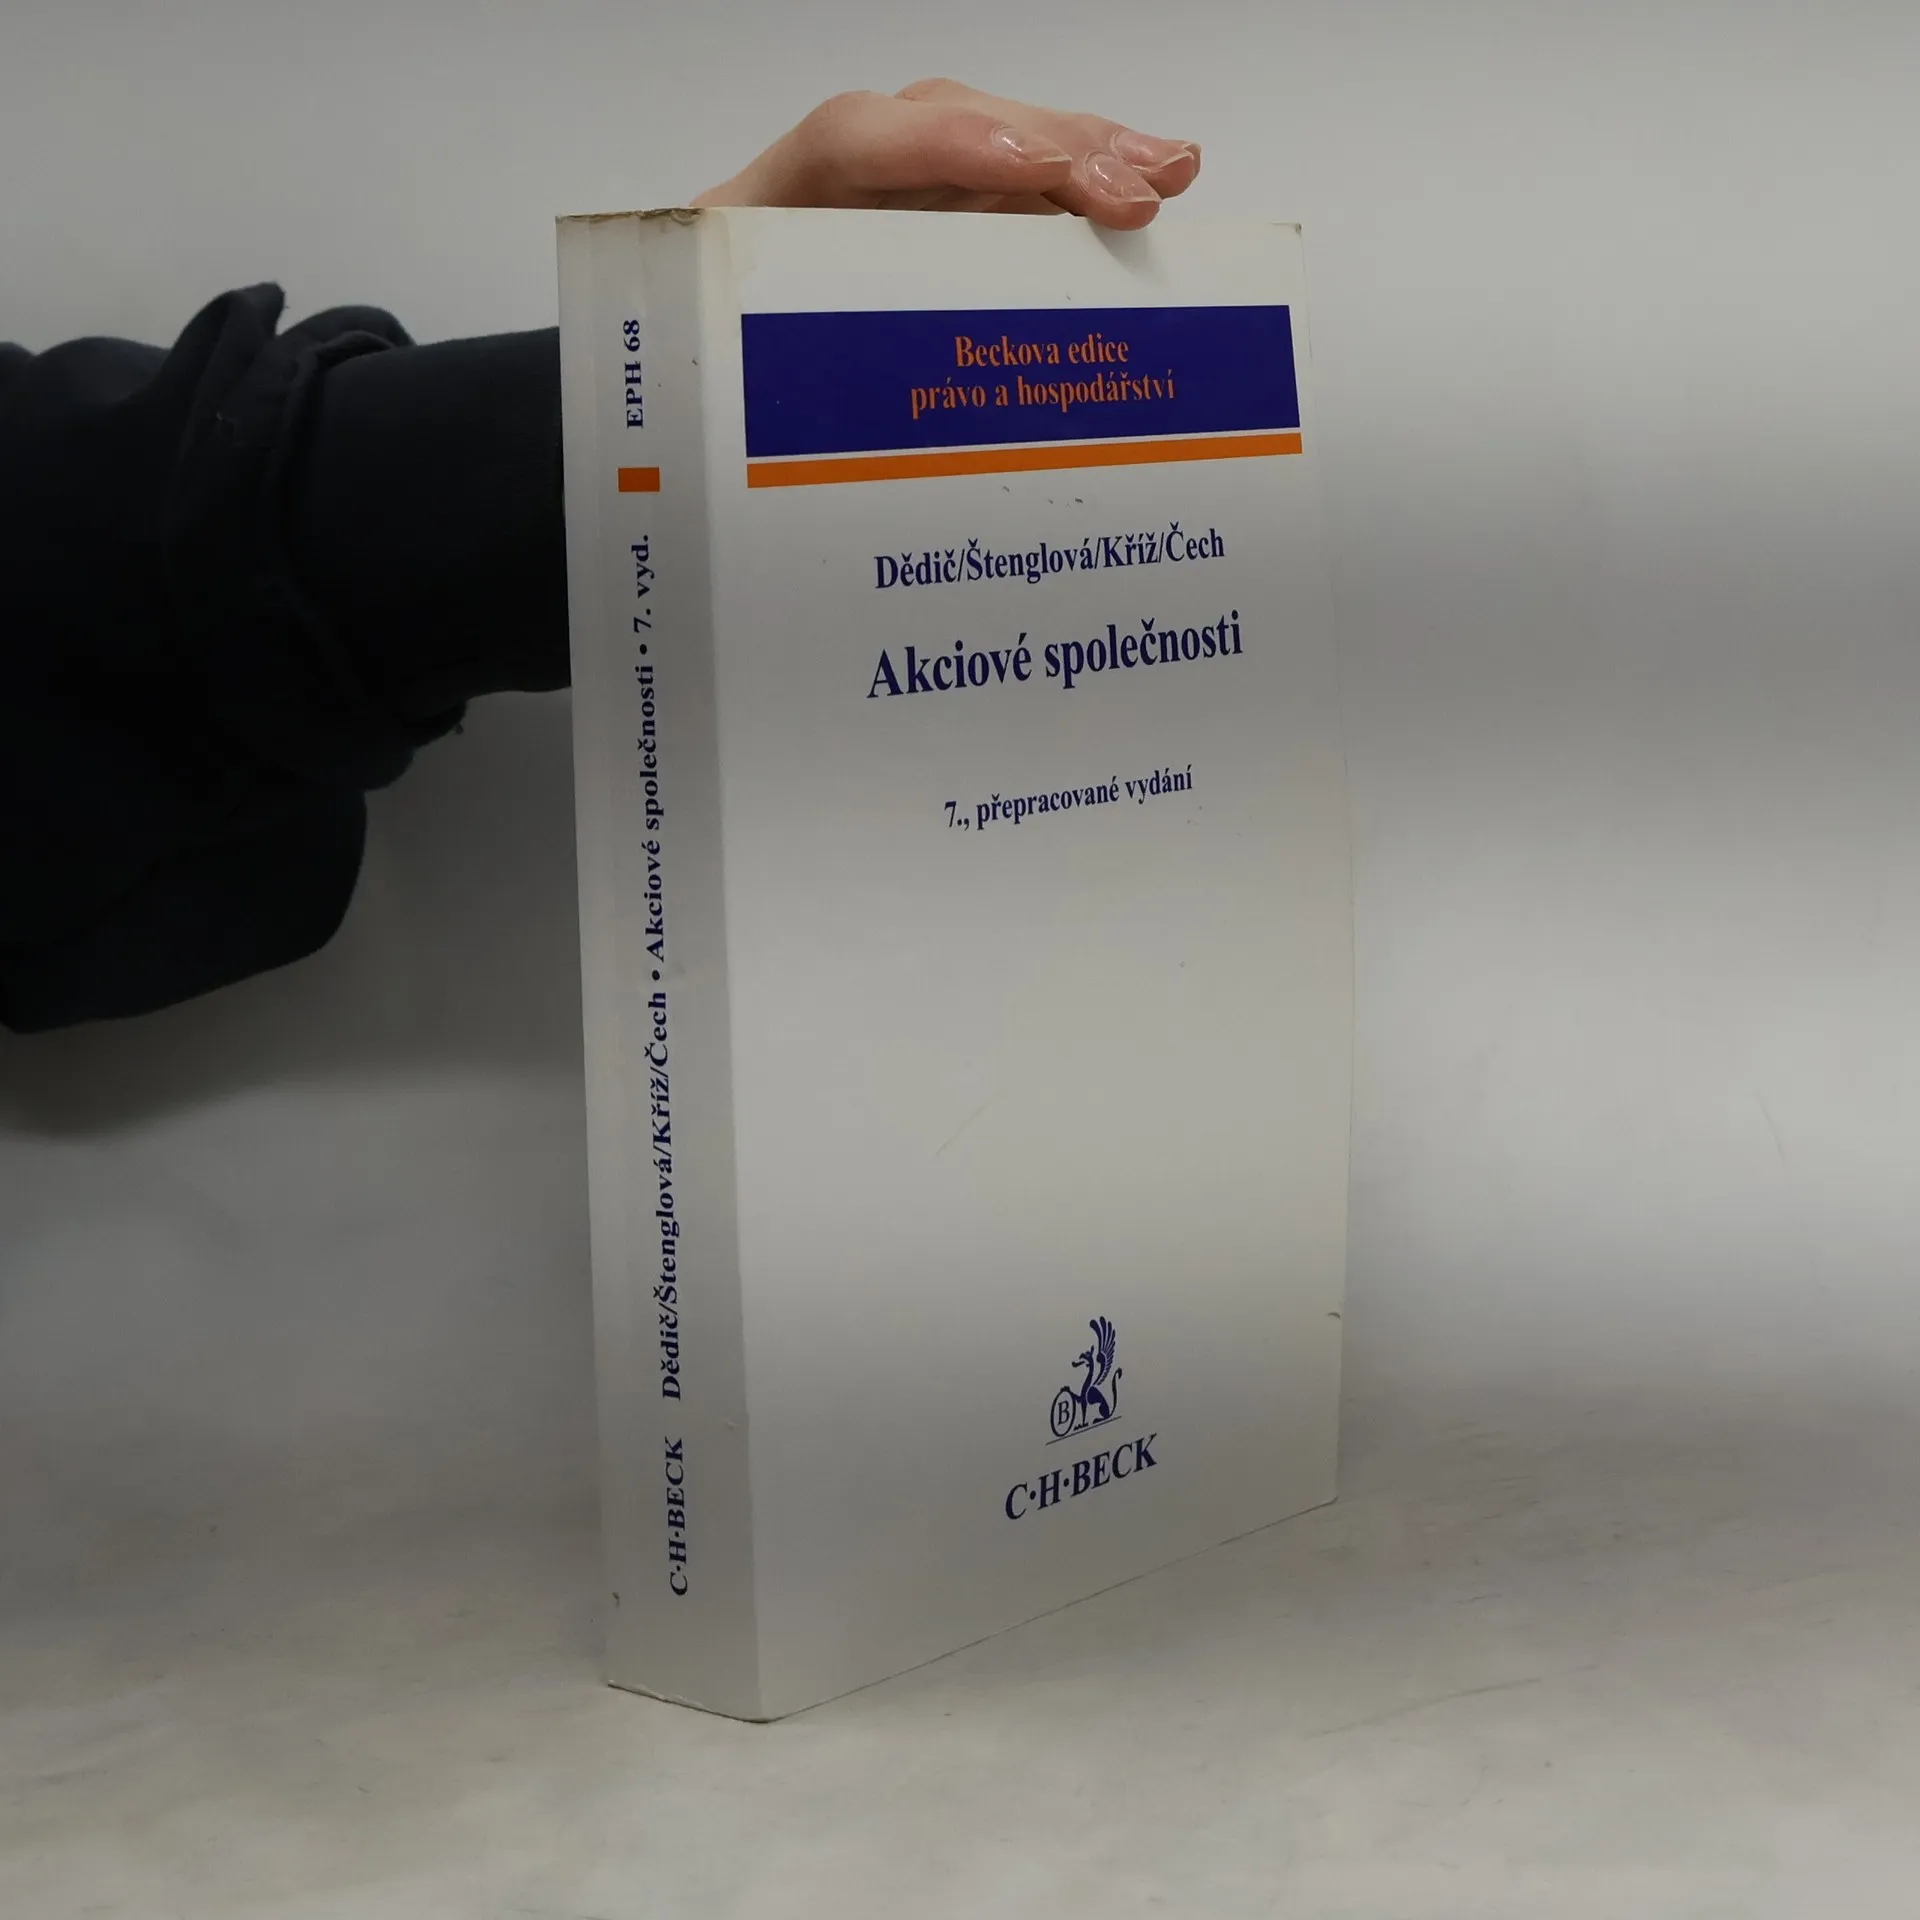 Beckova edice
právo a hospodářství
Dědič/Štenglová/Kříž/Čech
Akciové společnosti
7., přepracované vydání
B
C·H·BECK
C·H·BECK Dědič/Štenglová/Kříž/Čech • Akciové společnosti • 7. vyd. EPH 68